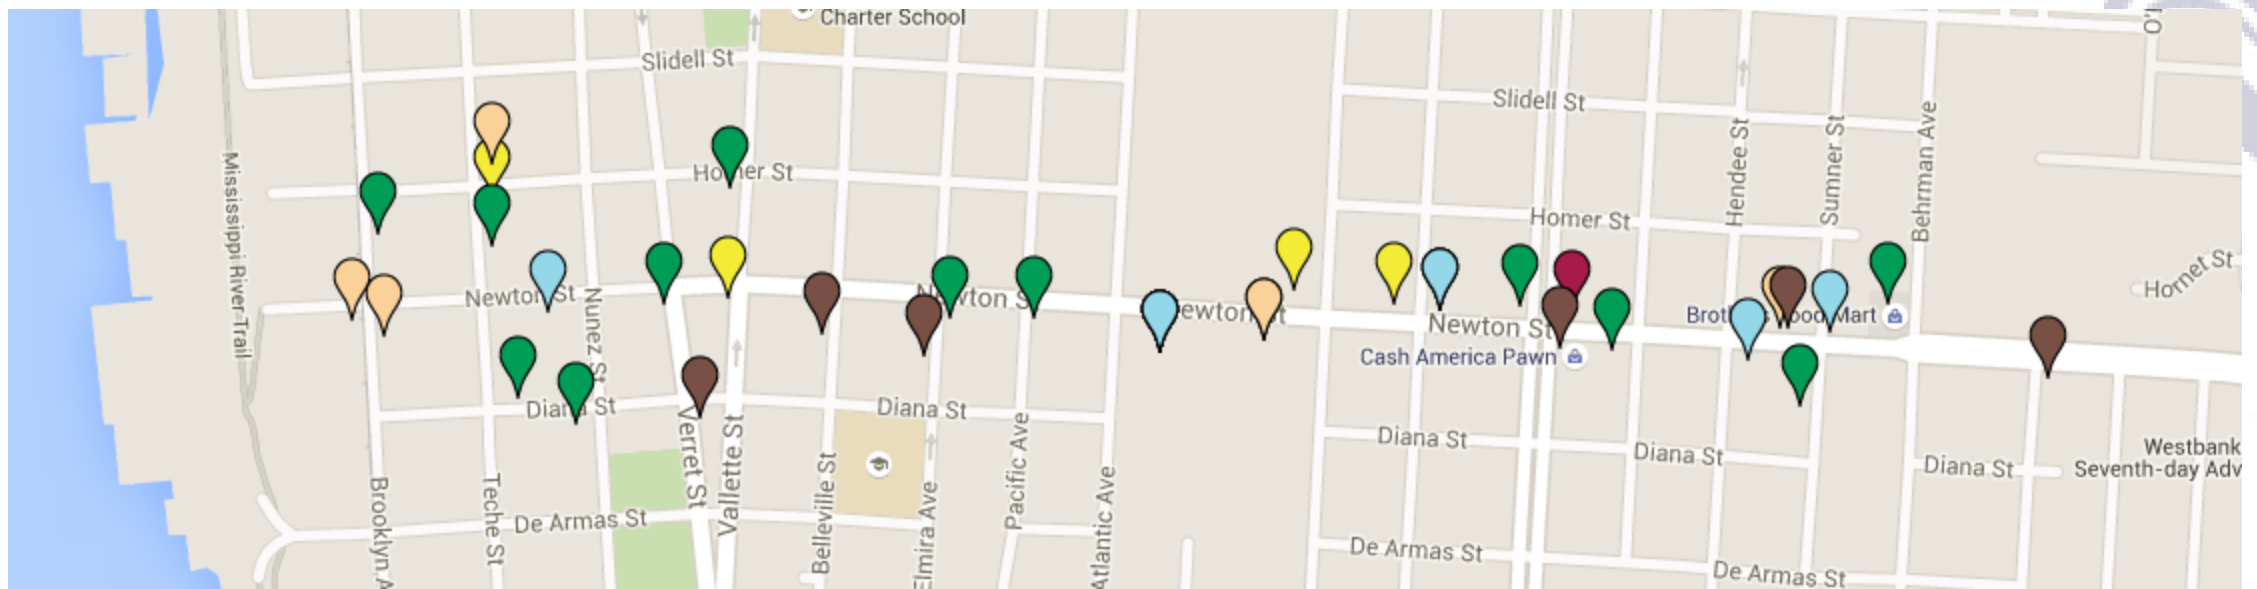 Charter School
O'
Slidell St
Slidell St
Homer St
Homer St
Hendee St
Sumner St
Behrman Ave
Mississippi River Trail
Hornet St
Newton St
Nunez St
Newton St
Newton St
Newton St
Mart
Cash America Pawn
Diana St
Diana St
Diana St
Diana St
Diana St
Westbank
Seventh-day Adv
Verret St
Vallette St
Belleville St
Elmira Ave
Pacific Ave
Atlantic Ave
Brooklyn A
Teche St
De Armas St
De Armas St
De Armas St